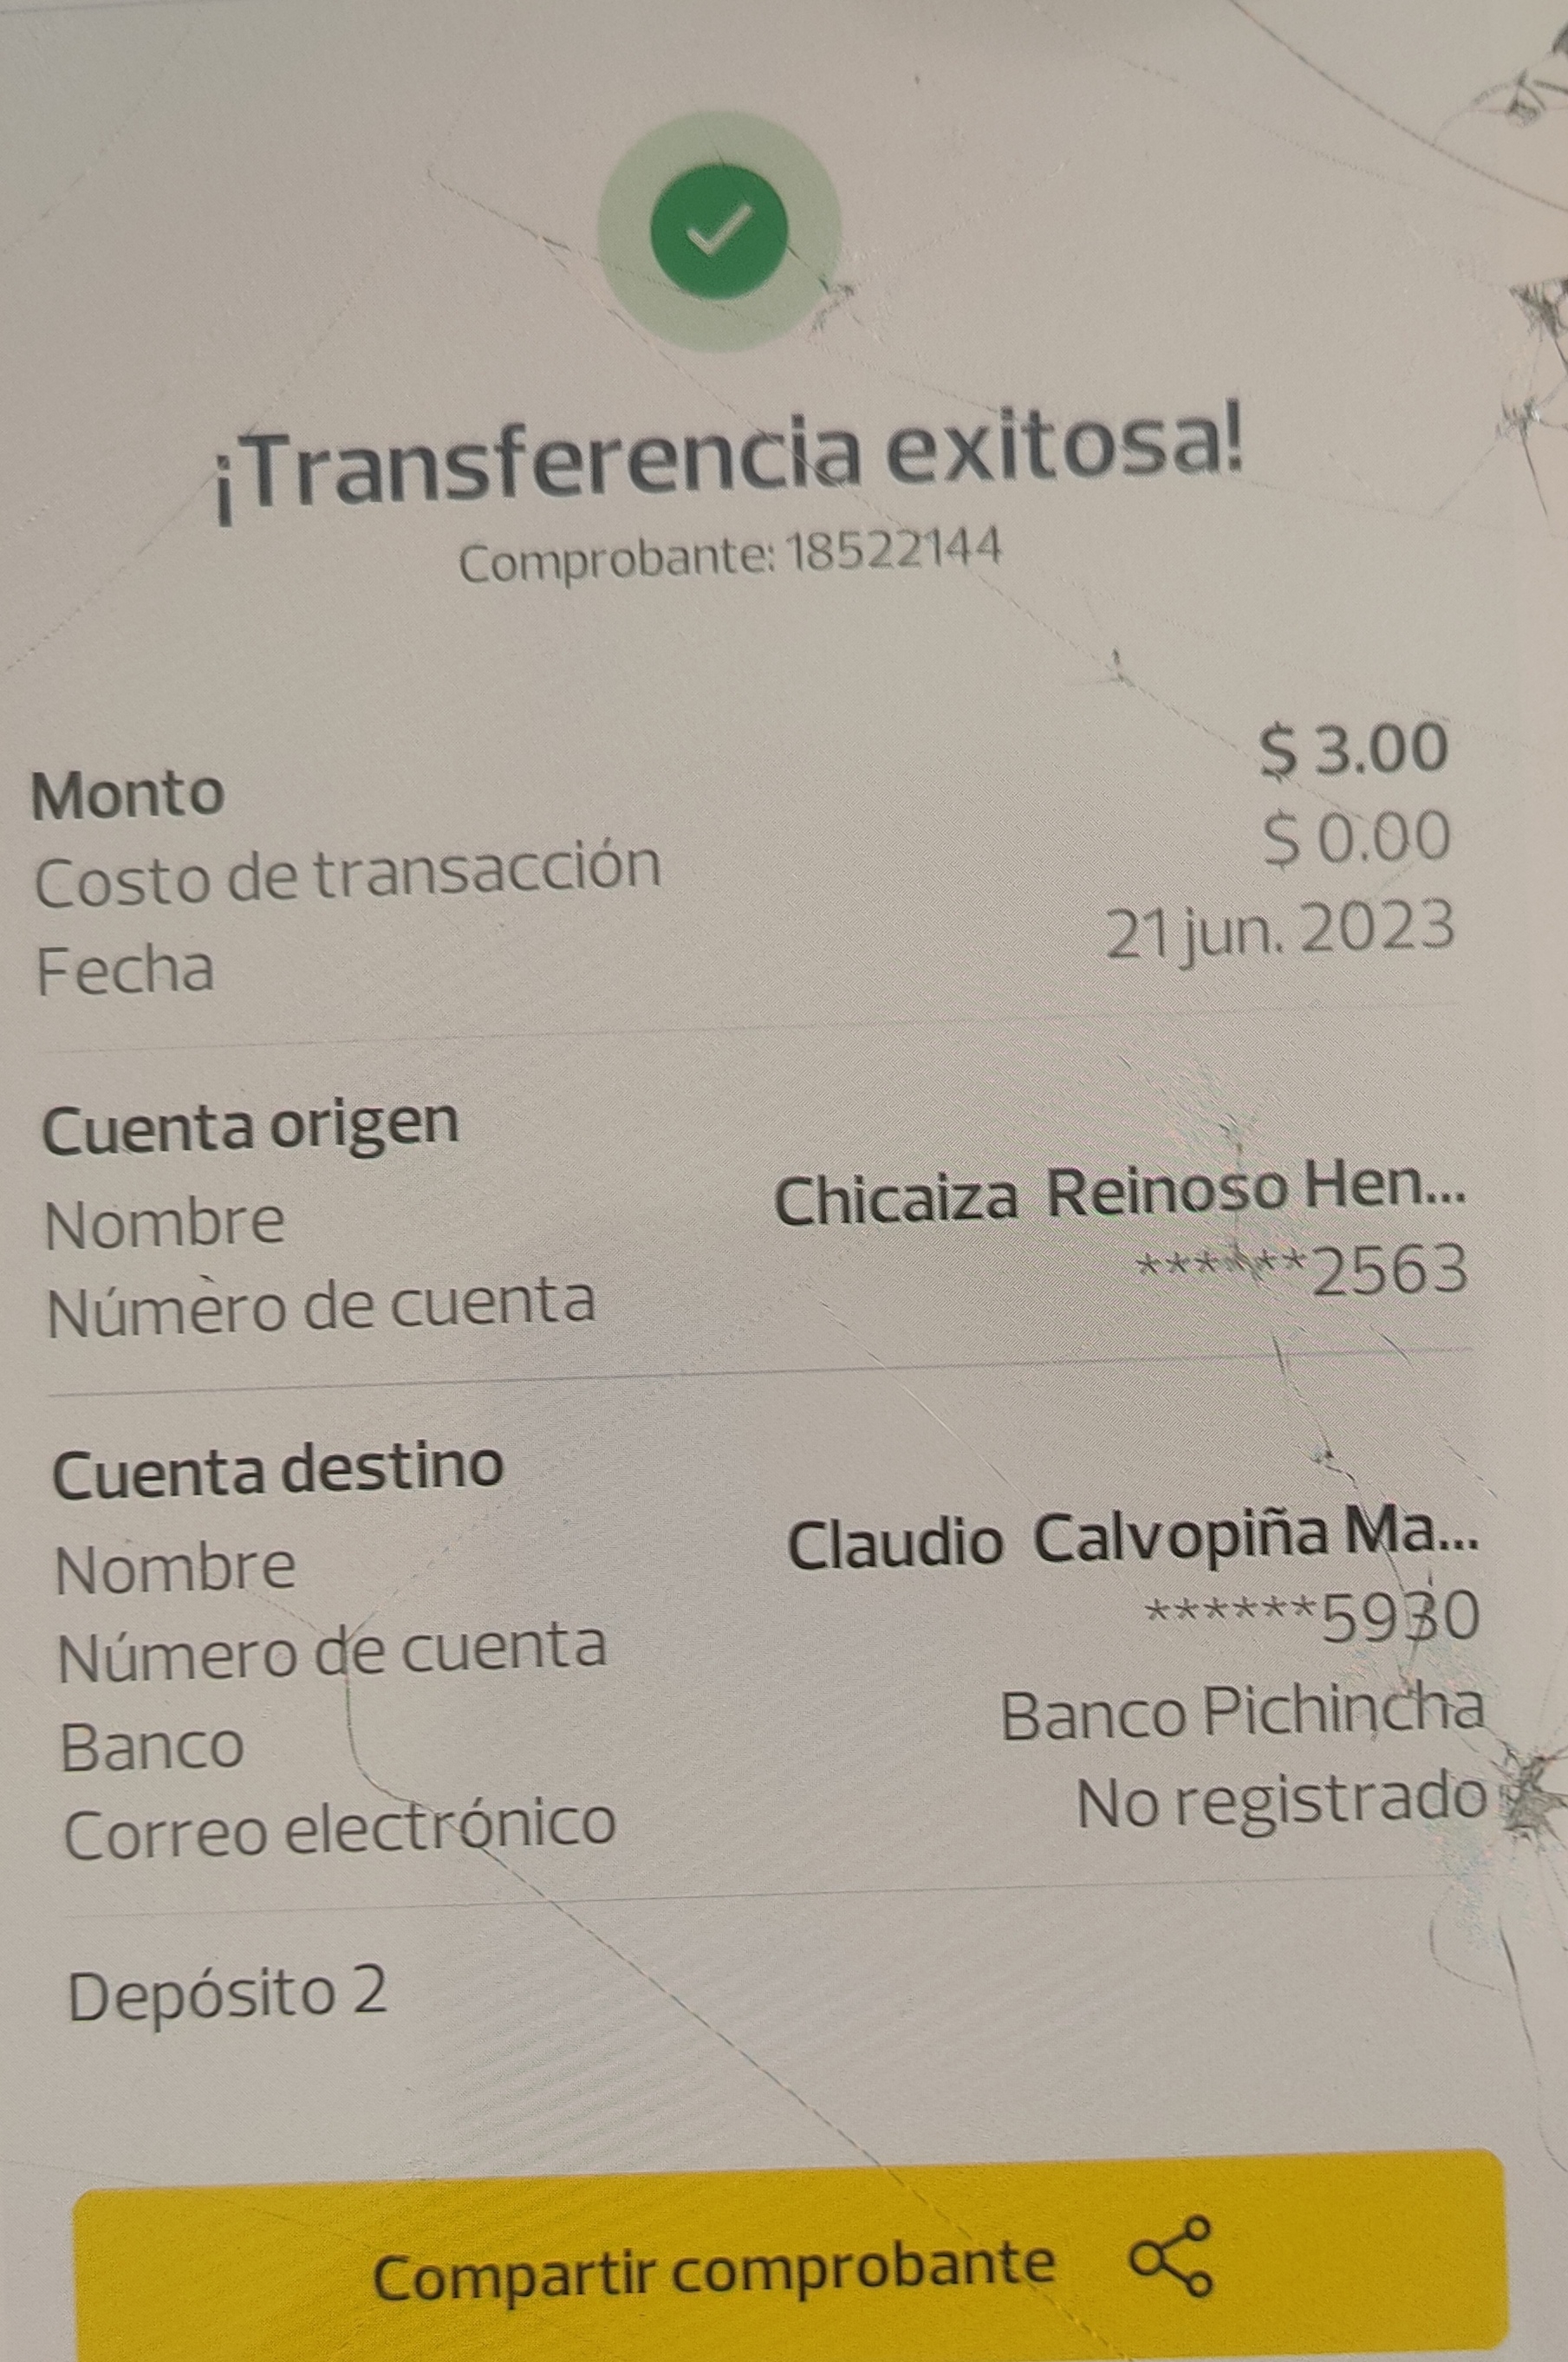 ¡Transferencia exitosa!
Comprobante: 18522144
Monto $ 3.00
Costo de transacción $ 0.00
Fecha 21 jun. 2023
Cuenta origen
Nombre Chicaiza Reinoso Hen...
Número de cuenta ******2563
Cuenta destino
Nombre Claudio Calvopiña Ma...
Número de cuenta ******5930
Banco Banco Pichincha
Correo electrónico No registrado
Depósito 2
Compartir comprobante